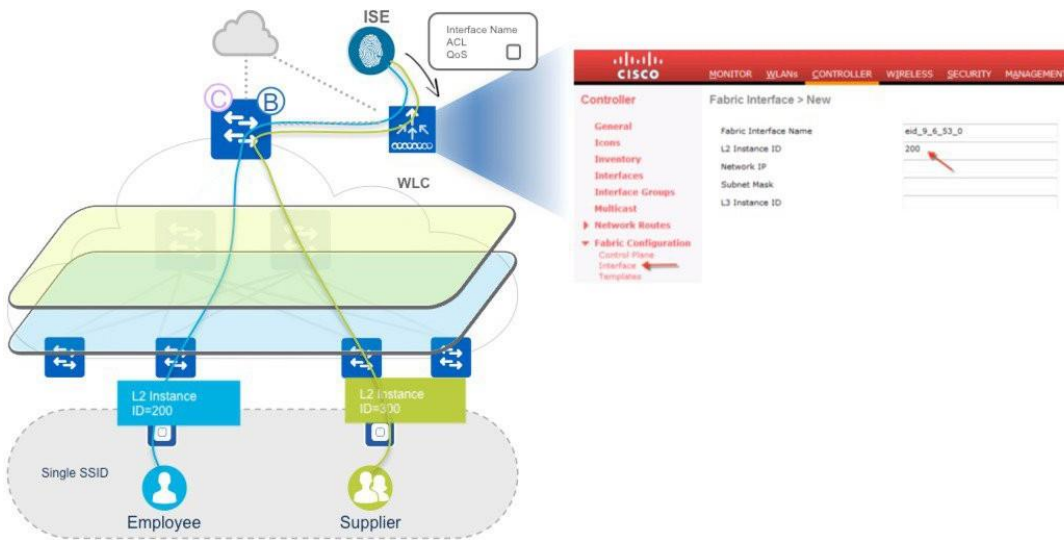 ISE
Interface Name
ACL
QoS
C
B
WLC
L2 Instance
ID=200
L2 Instance
ID=300
Single SSID
Employee
Supplier
CISCO
MONITOR WLANs CONTROLLER WIRELESS SECURITY MANAGEMENT
Controller
General
Icons
Inventory
Interfaces
Interface Groups
Multicast
Network Routes
Fabric Configuration
Control Plane
Interface
Templates
Fabric Interface > New
Fabric Interface Name eid_9_6_53_0
L2 Instance ID 200
Network IP
Subnet Mask
L3 Instance ID